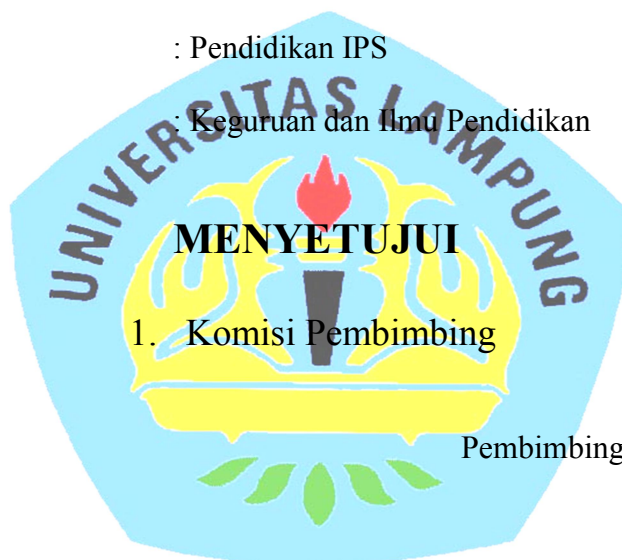 : Pendidikan IPS
: Keguruan dan Ilmu Pendidikan
UNIVERSITAS LAMPUNG
MENYETUJUI
1. Komisi Pembimbing
Pembimbing